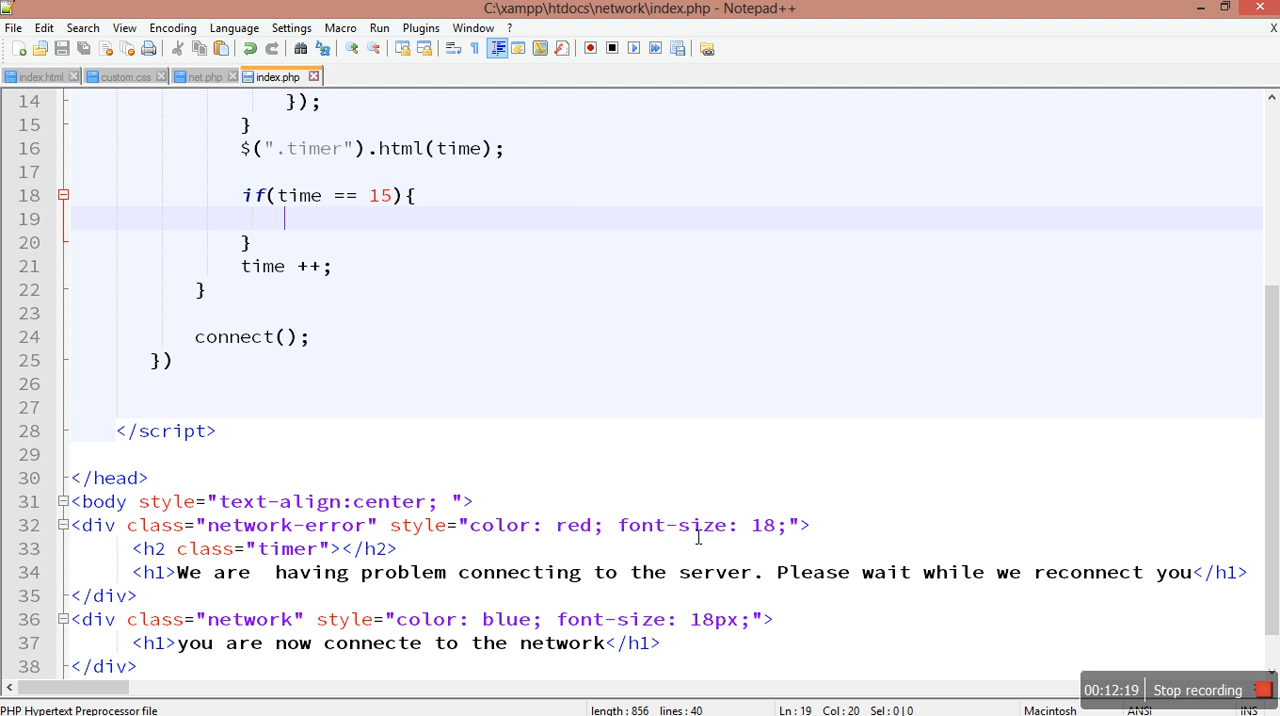 C:\xampp\htdocs\network\index.php - Notepad++
File Edit Search View Encoding Language Settings Macro Run Plugins Window ? X
index.html custom.css net.php index.php
14 });
15 }
16 $(".timer").html(time);
17
18 if(time == 15){
19
20 }
21 time ++;
22 }
23
24 connect();
25 })
26
27
28 </script>
29
30 </head>
31 <body style="text-align:center; ">
32 <div class="network-error" style="color: red; font-size: 18;">
33 <h2 class="timer"></h2>
34 <h1>We are  having problem connecting to the server. Please wait while we reconnect you</h1>
35 </div>
36 <div class="network" style="color: blue; font-size: 18px;">
37 <h1>you are now connecte to the network</h1>
38 </div>
00:12:19 Stop recording
PHP Hypertext Preprocessor file length : 856 lines : 40 Ln : 19 Col : 20 Sel : 0 | 0 Macintosh ANSI INS